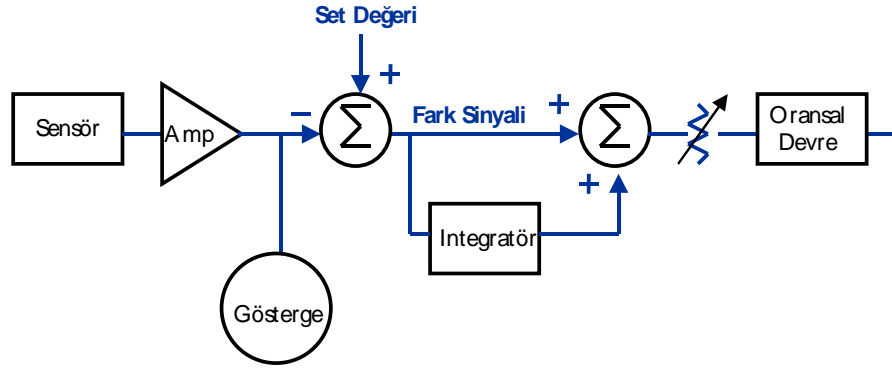 Set Değeri
+
Sensör
Amp
−
Σ
Fark Sinyali
+
Σ
Oransal
Devre
+
Integratör
Gösterge